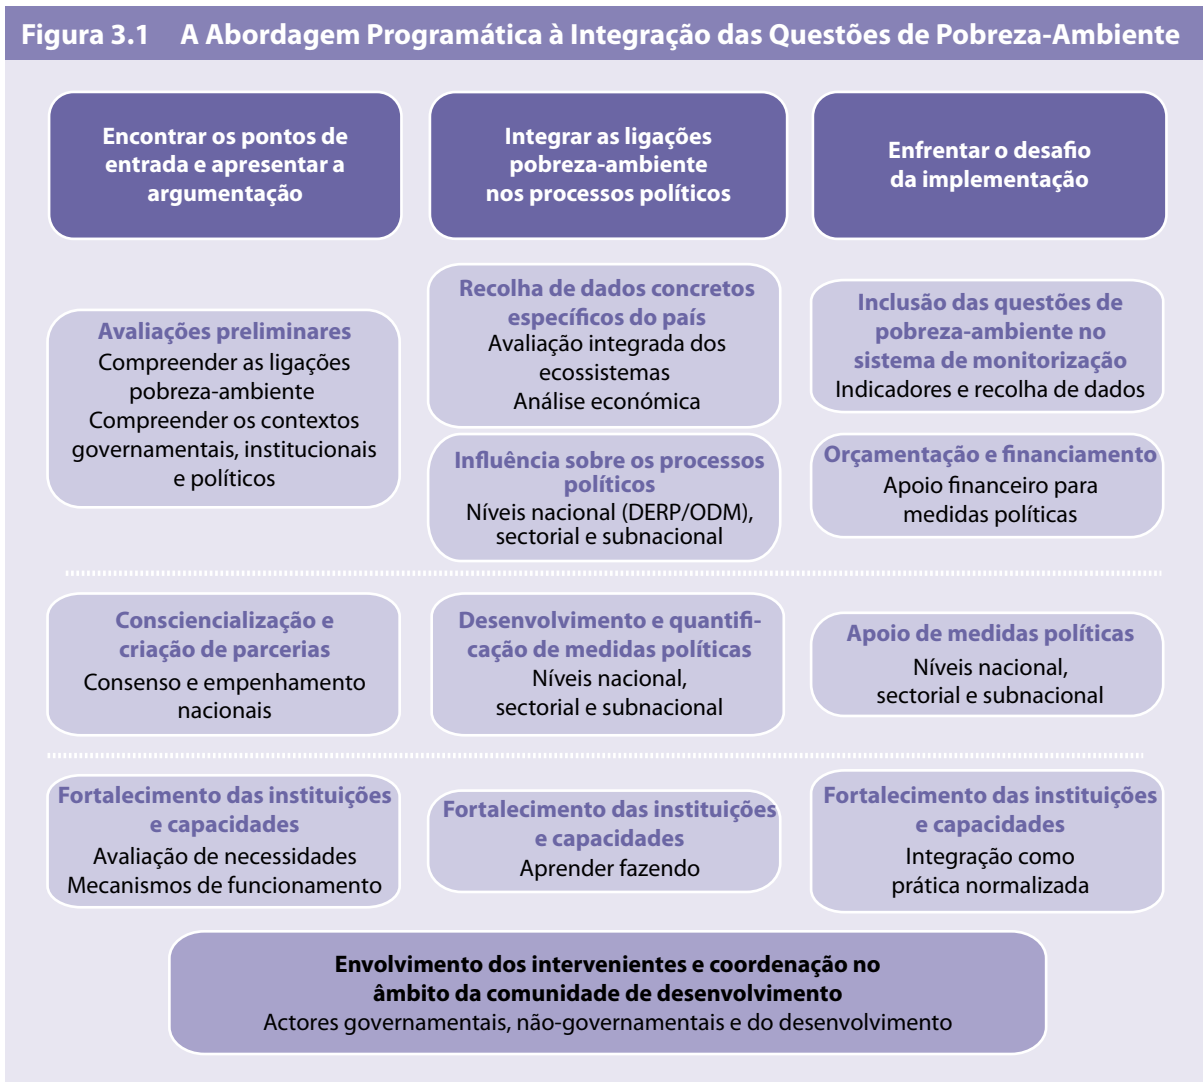 Figura 3.1 A Abordagem Programática à Integração das Questões de Pobreza-Ambiente
Encontrar os pontos de
entrada e apresentar a
argumentação
Integrar as ligações
pobreza-ambiente
nos processos políticos
Enfrentar o desafio
da implementação
Avaliações preliminares
Compreender as ligações
pobreza-ambiente
Compreender os contextos
governamentais, institucionais
e políticos
Recolha de dados concretos
específicos do país
Avaliação integrada dos
ecossistemas
Análise económica
Influência sobre os processos
políticos
Níveis nacional (DERP/ODM),
sectorial e subnacional
Inclusão das questões de
pobreza-ambiente no
sistema de monitorização
Indicadores e recolha de dados
Orçamentação e financiamento
Apoio financeiro para
medidas políticas
Consciencialização e
criação de parcerias
Consenso e empenhamento
nacionais
Desenvolvimento e quantifi-
cação de medidas políticas
Níveis nacional,
sectorial e subnacional
Apoio de medidas políticas
Níveis nacional,
sectorial e subnacional
Fortalecimento das instituições
e capacidades
Avaliação de necessidades
Mecanismos de funcionamento
Fortalecimento das instituições
e capacidades
Aprender fazendo
Fortalecimento das instituições
e capacidades
Integração como
prática normalizada
Envolvimento dos intervenientes e coordenação no
âmbito da comunidade de desenvolvimento
Actores governamentais, não-governamentais e do desenvolvimento